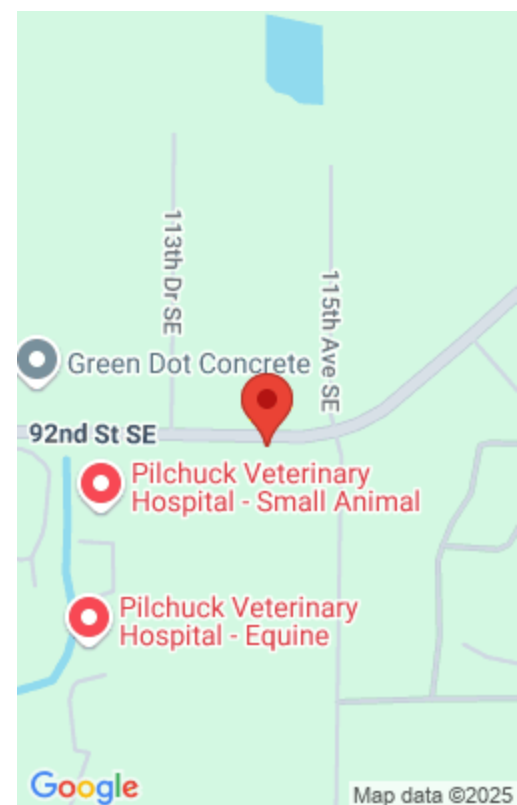 113th Dr SE
115th Ave SE
Green Dot Concrete
92nd St SE
Pilchuck Veterinary
Hospital - Small Animal
Pilchuck Veterinary
Hospital - Equine
Google
Map data ©2025